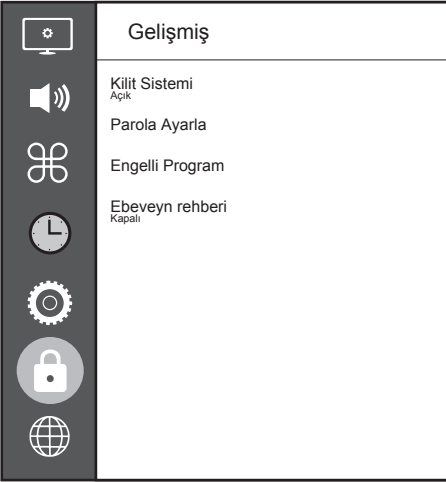 Gelişmiş
Kilit Sistemi
Açık
Parola Ayarla
Engelli Program
Ebeveyn rehberi
Kapalı